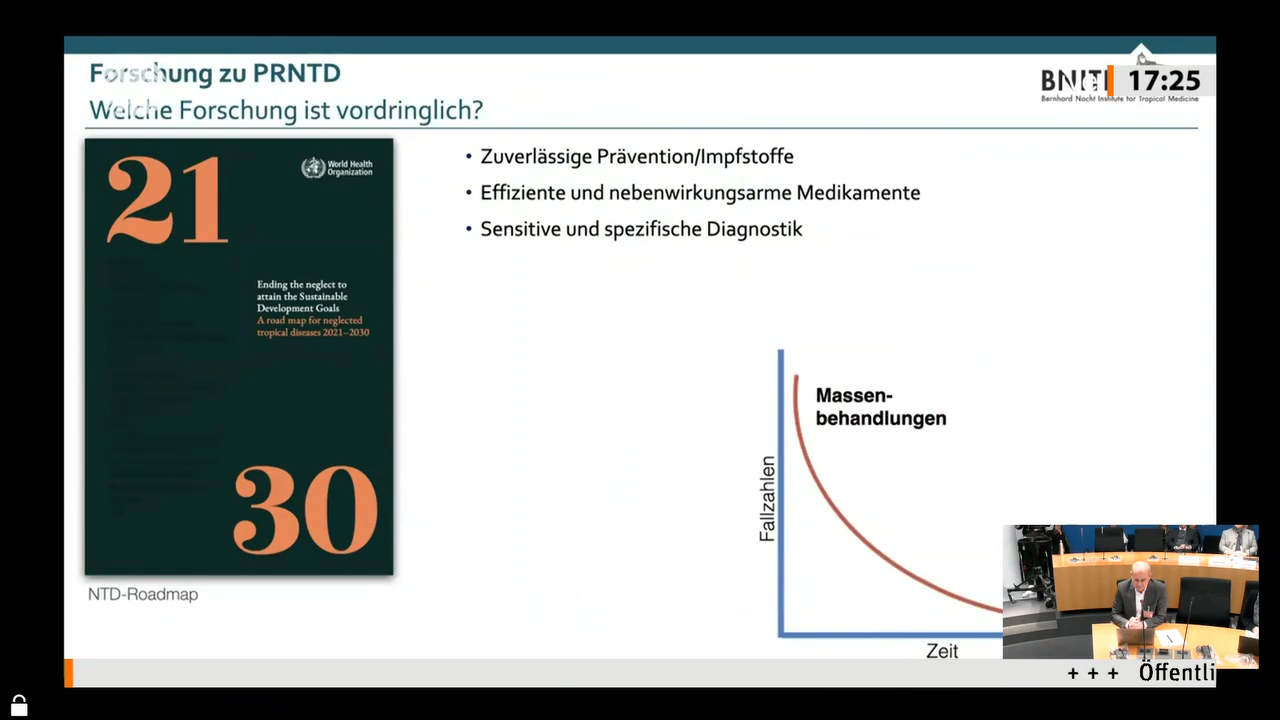 Forschung zu PRNTD
Welche Forschung ist vordringlich?
BNIT
17:25
Bernhard Nocht Institute for Tropical Medicine
21
World Health
Organization
Ending the neglect to
attain the Sustainable
Development Goals
A road map for neglected
tropical diseases 2021–2030
30
NTD-Roadmap
• Zuverlässige Prävention/Impfstoffe
• Effiziente und nebenwirkungsarme Medikamente
• Sensitive und spezifische Diagnostik
Massen-
behandlungen
Fallzahlen
Zeit
+ + + Öffentli